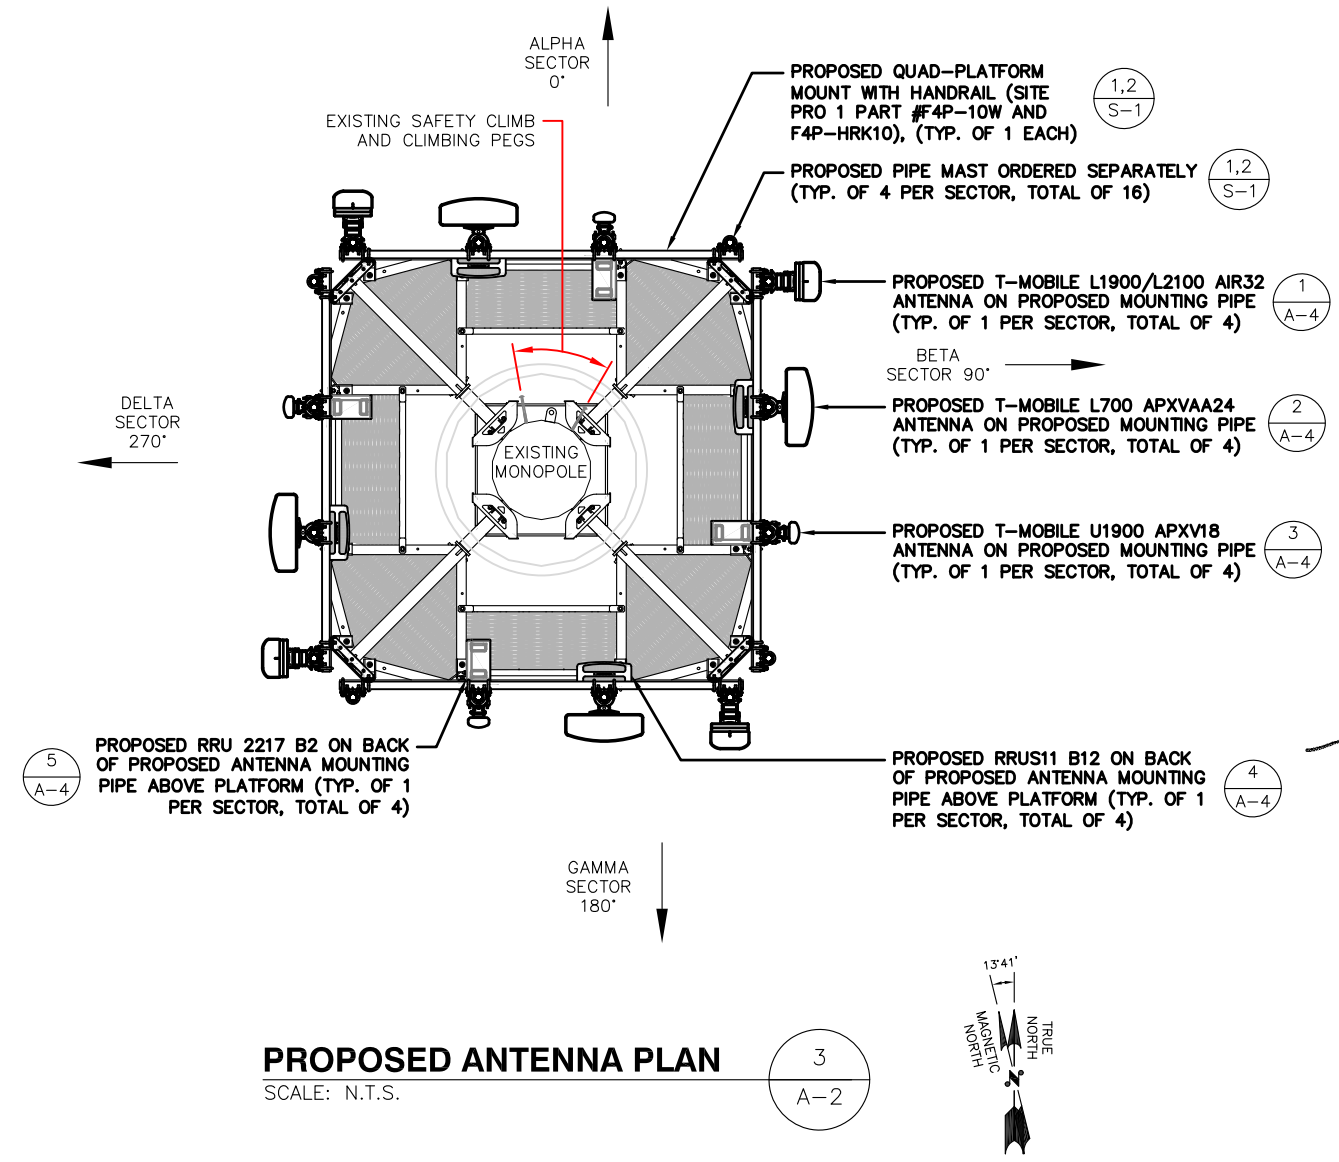 ALPHA
SECTOR
0°
EXISTING SAFETY CLIMB
AND CLIMBING PEGS
PROPOSED QUAD-PLATFORM
MOUNT WITH HANDRAIL (SITE
PRO 1 PART #F4P-10W AND
F4P-HRK10), (TYP. OF 1 EACH)
1,2
S-1
PROPOSED PIPE MAST ORDERED SEPARATELY
(TYP. OF 4 PER SECTOR, TOTAL OF 16)
1,2
S-1
PROPOSED T-MOBILE L1900/L2100 AIR32
ANTENNA ON PROPOSED MOUNTING PIPE
(TYP. OF 1 PER SECTOR, TOTAL OF 4)
1
A-4
BETA
SECTOR 90°
DELTA
SECTOR
270°
PROPOSED T-MOBILE L700 APXVAA24
ANTENNA ON PROPOSED MOUNTING PIPE
(TYP. OF 1 PER SECTOR, TOTAL OF 4)
2
A-4
EXISTING
MONOPOLE
PROPOSED T-MOBILE U1900 APXV18
ANTENNA ON PROPOSED MOUNTING PIPE
(TYP. OF 1 PER SECTOR, TOTAL OF 4)
3
A-4
5
A-4
PROPOSED RRU 2217 B2 ON BACK
OF PROPOSED ANTENNA MOUNTING
PIPE ABOVE PLATFORM (TYP. OF 1
PER SECTOR, TOTAL OF 4)
PROPOSED RRUS11 B12 ON BACK
OF PROPOSED ANTENNA MOUNTING
PIPE ABOVE PLATFORM (TYP. OF 1
PER SECTOR, TOTAL OF 4)
4
A-4
GAMMA
SECTOR
180°
13°41'
TRUE
NORTH
MAGNETIC
NORTH
N
PROPOSED ANTENNA PLAN
SCALE: N.T.S.
3
A-2